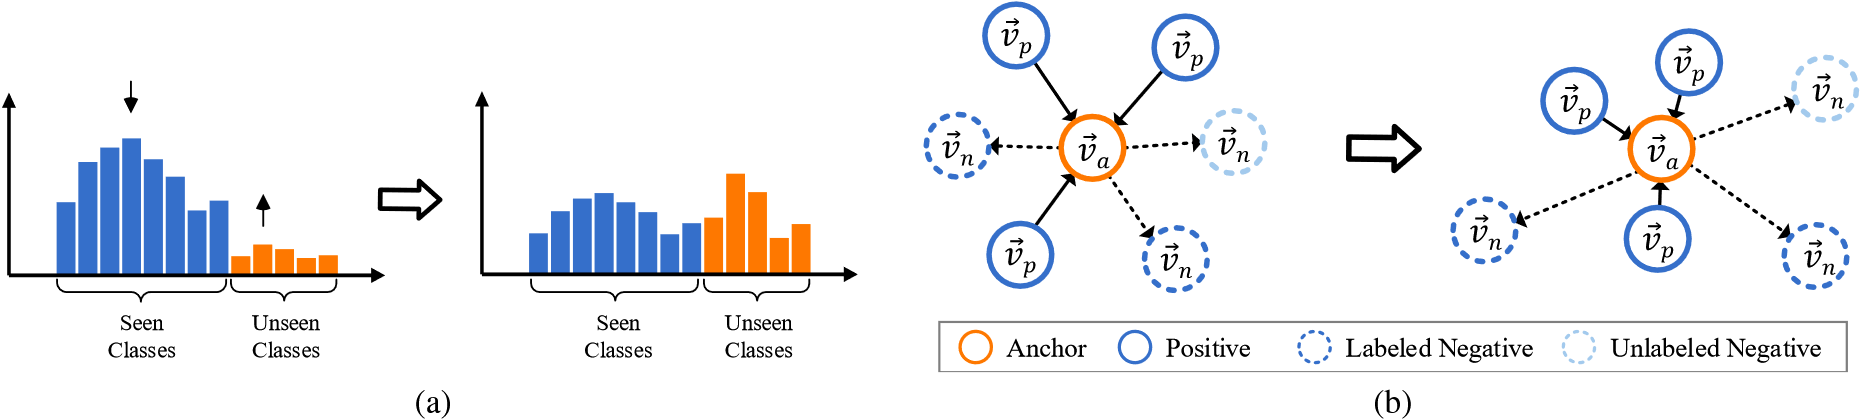 Seen
Classes
Unseen
Classes
Seen
Classes
Unseen
Classes
(a)
$\vec{v}_p$
$\vec{v}_p$
$\vec{v}_n$
$\vec{v}_a$
$\vec{v}_n$
$\vec{v}_p$
$\vec{v}_n$
$\vec{v}_p$
$\vec{v}_p$
$\vec{v}_n$
$\vec{v}_a$
$\vec{v}_n$
$\vec{v}_p$
$\vec{v}_n$
Anchor Positive Labeled Negative Unlabeled Negative
(b)